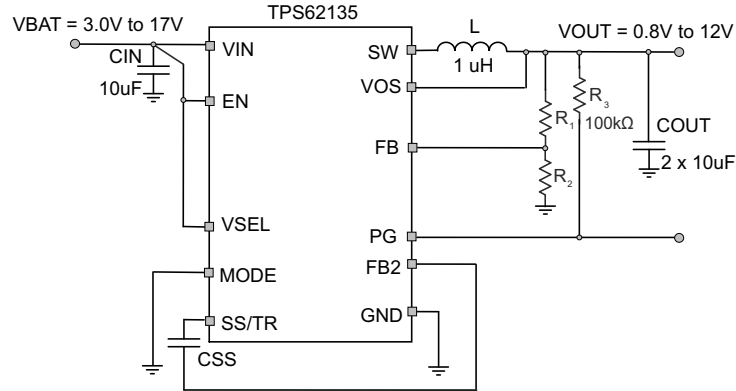 TPS62135
VBAT = 3.0V to 17V
VIN
SW
L
1 uH
VOUT = 0.8V to 12V
CIN
10uF
VOS
EN
R3
100kΩ
R1
COUT
2 x 10uF
FB
R2
VSEL
PG
MODE
FB2
SS/TR
GND
CSS